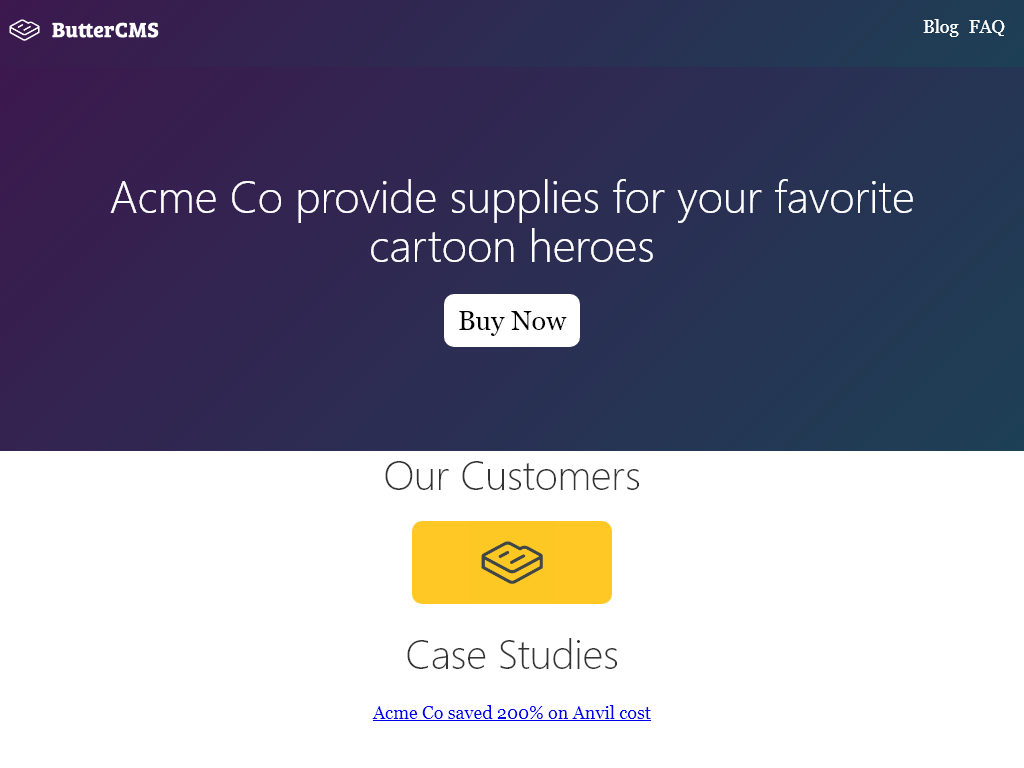 ButterCMS
Blog FAQ
Acme Co provide supplies for your favorite
cartoon heroes
Buy Now
Our Customers
Case Studies
Acme Co saved 200% on Anvil cost